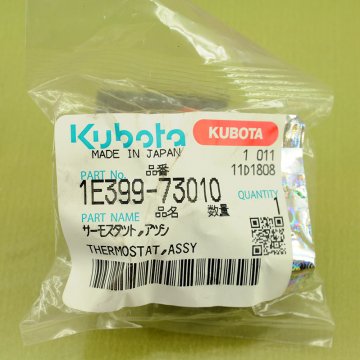 Kubota KUBOTA
MADE IN JAPAN 1 011
PART No. 品番 11D1808
1E399-73010 QUANTITY
PART NAME 品名 数量 1
サーモスタット,アツシ
THERMOSTAT,ASSY